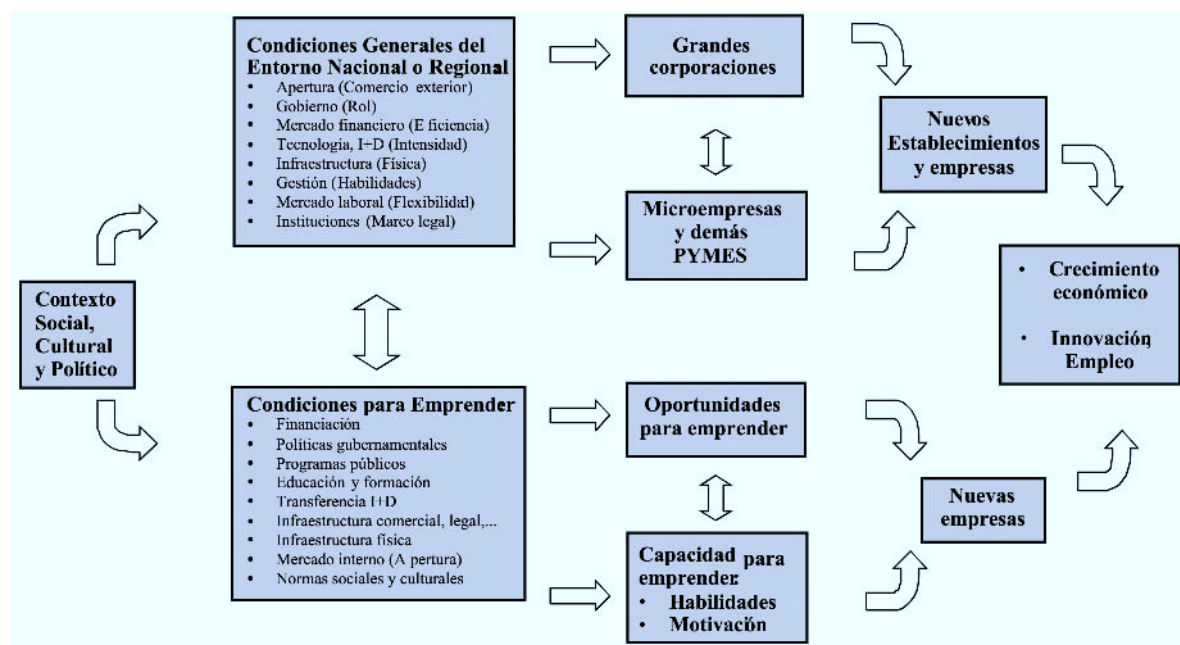 Condiciones Generales del
Entorno Nacional o Regional
• Apertura (Comercio exterior)
• Gobierno (Rol)
• Mercado financiero (E ficiencia)
• Tecnologia, I+D (Intensidad)
• Infraestructura (Física)
• Gestión (Habilidades)
• Mercado laboral (Flexibilidad)
• Instituciones (Marco legal)
Grandes
corporaciones
Nuevos
Establecimientos
y empresas
Microempresas
y demás
PYMES
Contexto
Social,
Cultural
y Político
• Crecimiento
económico
• Innovación,
Empleo
Condiciones para Emprender
• Financiación
• Políticas gubernamentales
• Programas públicos
• Educación y formación
• Transferencia I+D
• Infraestructura comercial, legal,...
• Infraestructura física
• Mercado interno (A pertura)
• Normas sociales y culturales
Oportunidades
para emprender
Nuevas
empresas
Capacidad para
emprender:
• Habilidades
• Motivación